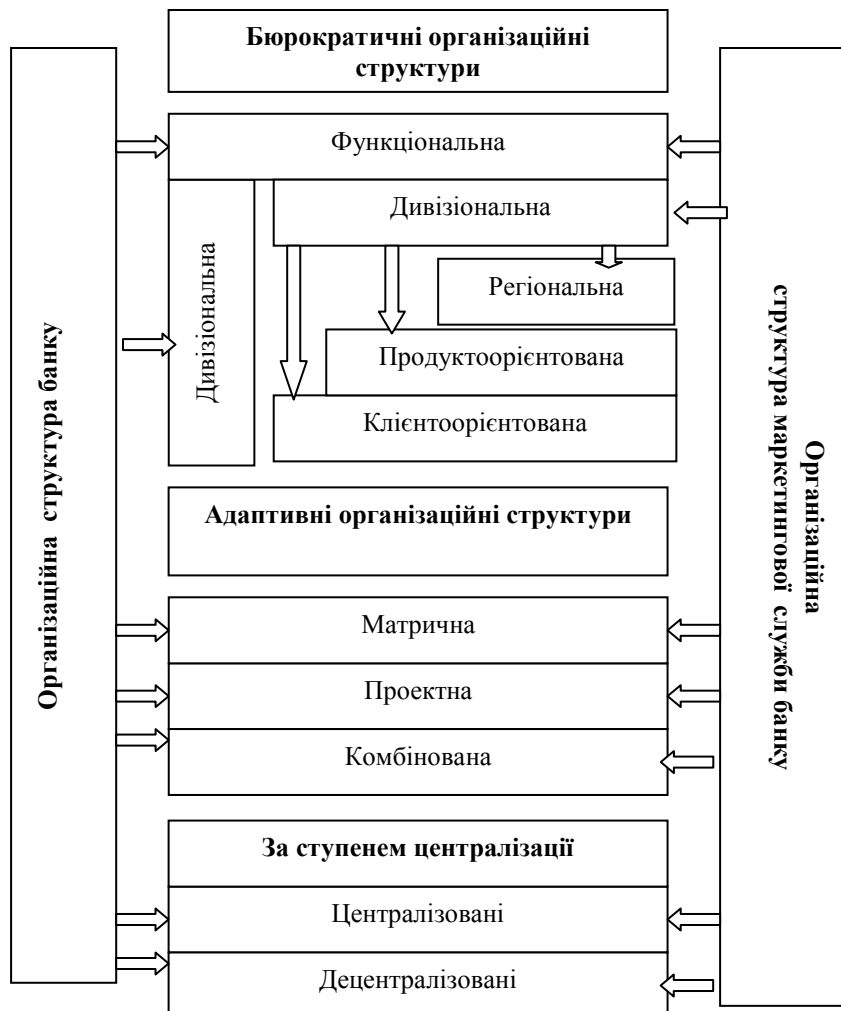 Бюрократичні організаційні
структури
Організаційна структура банку
Функціональна
Дивізіональна
Дивізіональна
Регіональна
Продуктоорієнтована
Клієнтоорієнтована
Адаптивні організаційні структури
Матрична
Проектна
Комбінована
За ступенем централізації
Централізовані
Децентралізовані
Організаційна
структура маркетингової служби банку